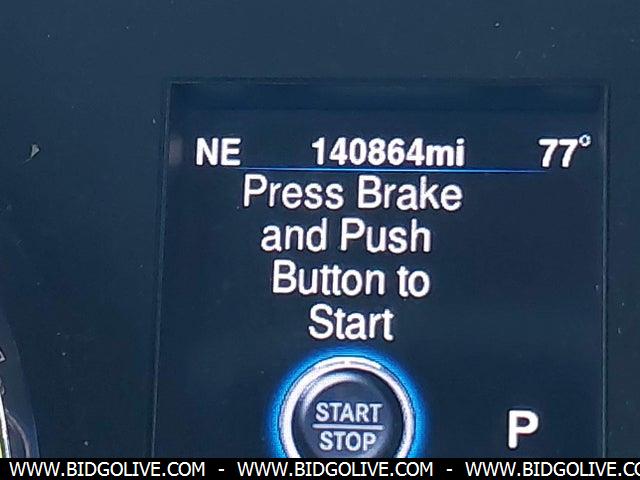 NE 140864mi 77°
Press Brake
and Push
Button to
Start
START
STOP
P
WWW.BIDGOLIVE.COM - WWW.BIDGOLIVE.COM - WWW.BIDGOLIVE.CO